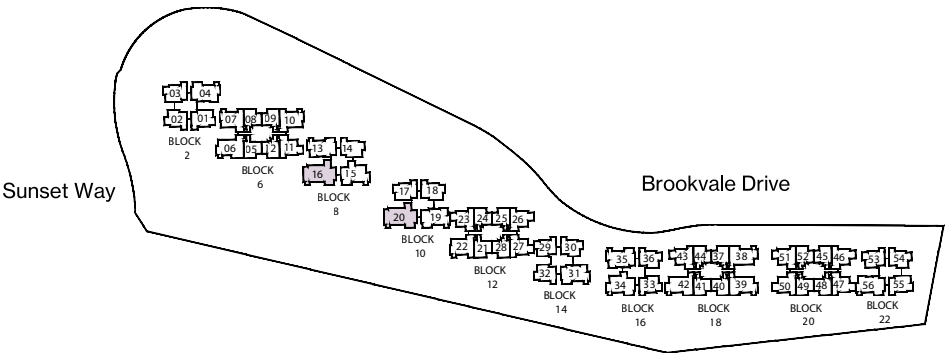 03 04
02 01
BLOCK
2
07 08 09 10
06 05 12 11
BLOCK
6
13 14
16 15
BLOCK
8
Sunset Way
17 18
20 19
BLOCK
10
23 24 25 26
22 21 28 27
BLOCK
12
29 30
32 31
BLOCK
14
Brookvale Drive
35 36
34 33
BLOCK
16
43 44 37 38
42 41 40 39
BLOCK
18
51 52 45 46
50 49 48 47
BLOCK
20
53 54
56 55
BLOCK
22